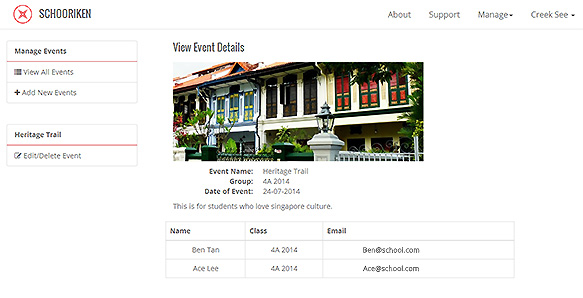 SCHOORIKEN
About Support Manage Creek See
Manage Events
View All Events
Add New Events
Heritage Trail
Edit/Delete Event
View Event Details
Event Name: Heritage Trail
Group: 4A 2014
Date of Event: 24-07-2014
This is for students who love singapore culture.
Name Class Email
Ben Tan 4A 2014 Ben@school.com
Ace Lee 4A 2014 Ace@school.com